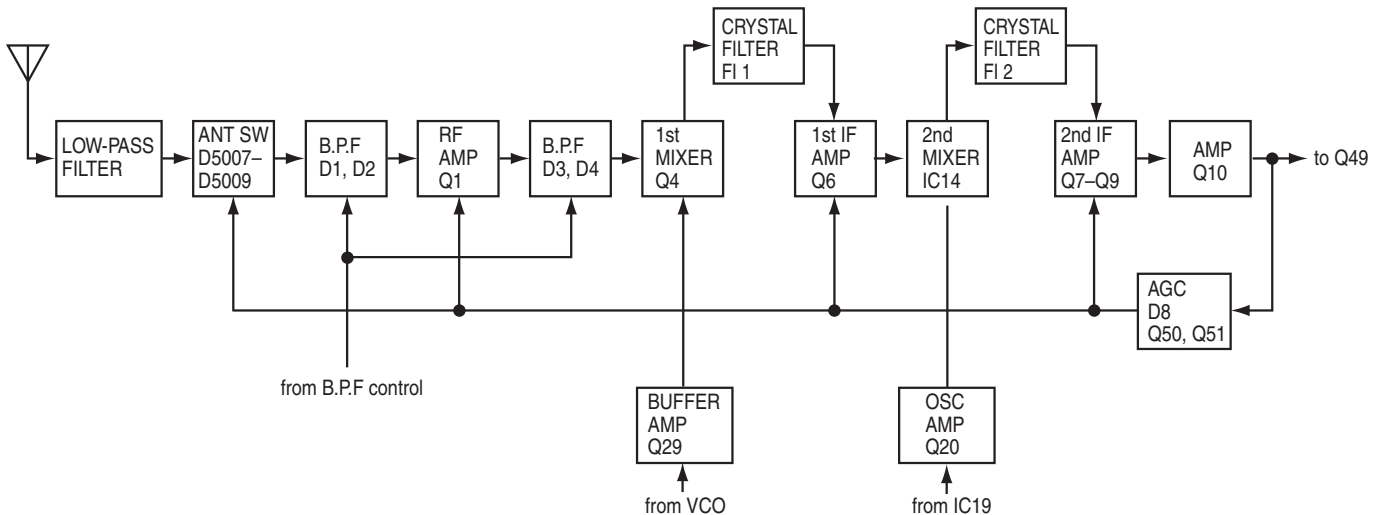 CRYSTAL
FILTER
FI 1
CRYSTAL
FILTER
FI 2
LOW-PASS
FILTER
ANT SW
D5007–
D5009
B.P.F
D1, D2
RF
AMP
Q1
B.P.F
D3, D4
1st
MIXER
Q4
1st IF
AMP
Q6
2nd
MIXER
IC14
2nd IF
AMP
Q7–Q9
AMP
Q10
to Q49
AGC
D8
Q50, Q51
from B.P.F control
BUFFER
AMP
Q29
OSC
AMP
Q20
from VCO
from IC19